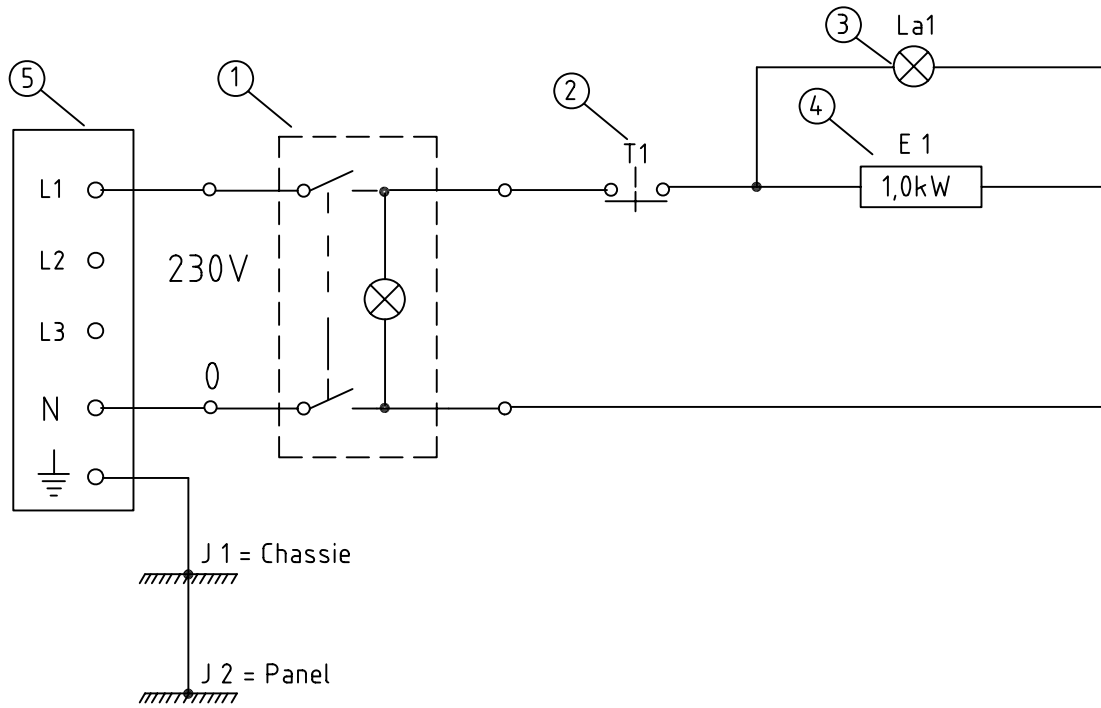 3
La1
5
1
2
4
T1
E 1
L1
1,0kW
L2
230V
L3
0
N
J 1 = Chassie
J 2 = Panel